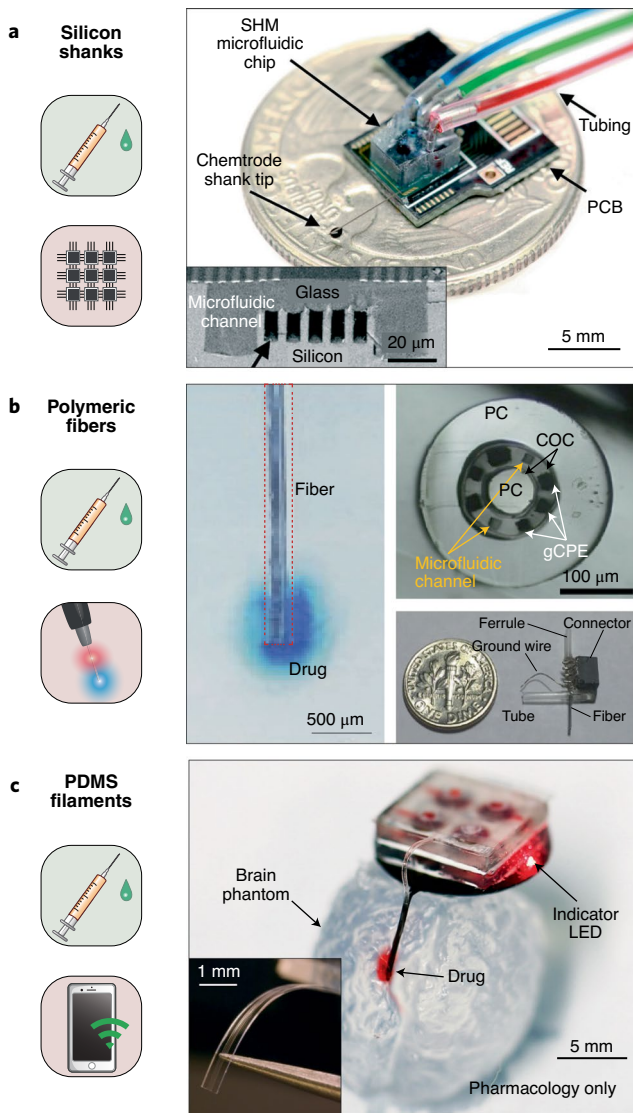 a
Silicon
shanks
SHM
microfluidic
chip
Tubing
Chemtrode
shank tip
PCB
Microfluidic
channel
Glass
Silicon
20 μm
5 mm
b
Polymeric
fibers
Fiber
Drug
500 μm
PC
COC
PC
gCPE
Microfluidic
channel
100 μm
Ferrule
Connector
Ground wire
ONE DIME
Tube
Fiber
c
PDMS
filaments
Brain
phantom
Indicator
LED
Drug
1 mm
5 mm
Pharmacology only